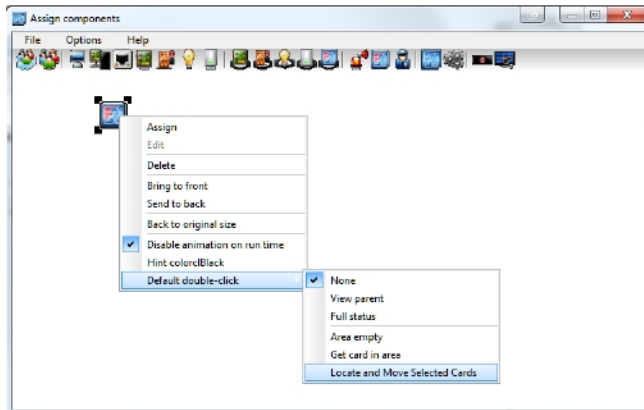 Assign components
File Options Help
Assign
Edit
Delete
Bring to front
Send to back
Back to original size
Disable animation on run time
Hint colorclBlack
Default double-click
None
View parent
Full status
Area empty
Get card in area
Locate and Move Selected Cards